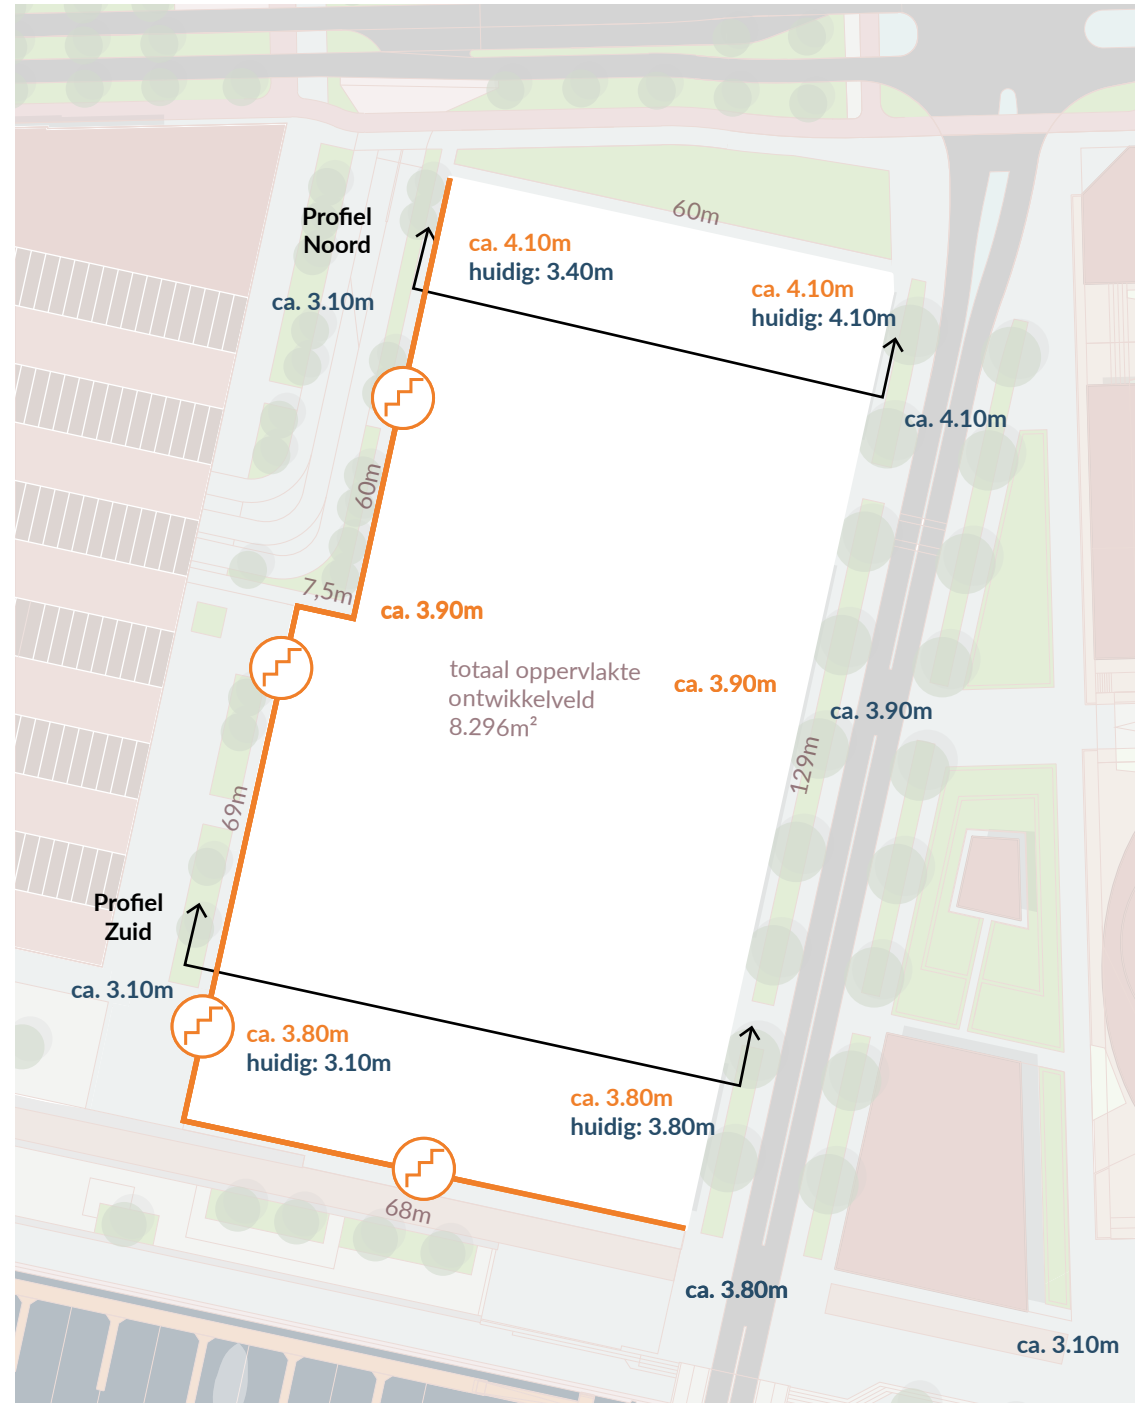 60m
Profiel
Noord
ca. 4.10m
huidig: 3.40m
ca. 3.10m
ca. 4.10m
huidig: 4.10m
ca. 4.10m
60m
7,5m
ca. 3.90m
totaal oppervlakte
ontwikkelveld
8.296m²
ca. 3.90m
ca. 3.90m
129m
69m
Profiel
Zuid
ca. 3.10m
ca. 3.80m
huidig: 3.10m
ca. 3.80m
huidig: 3.80m
68m
ca. 3.80m
ca. 3.10m